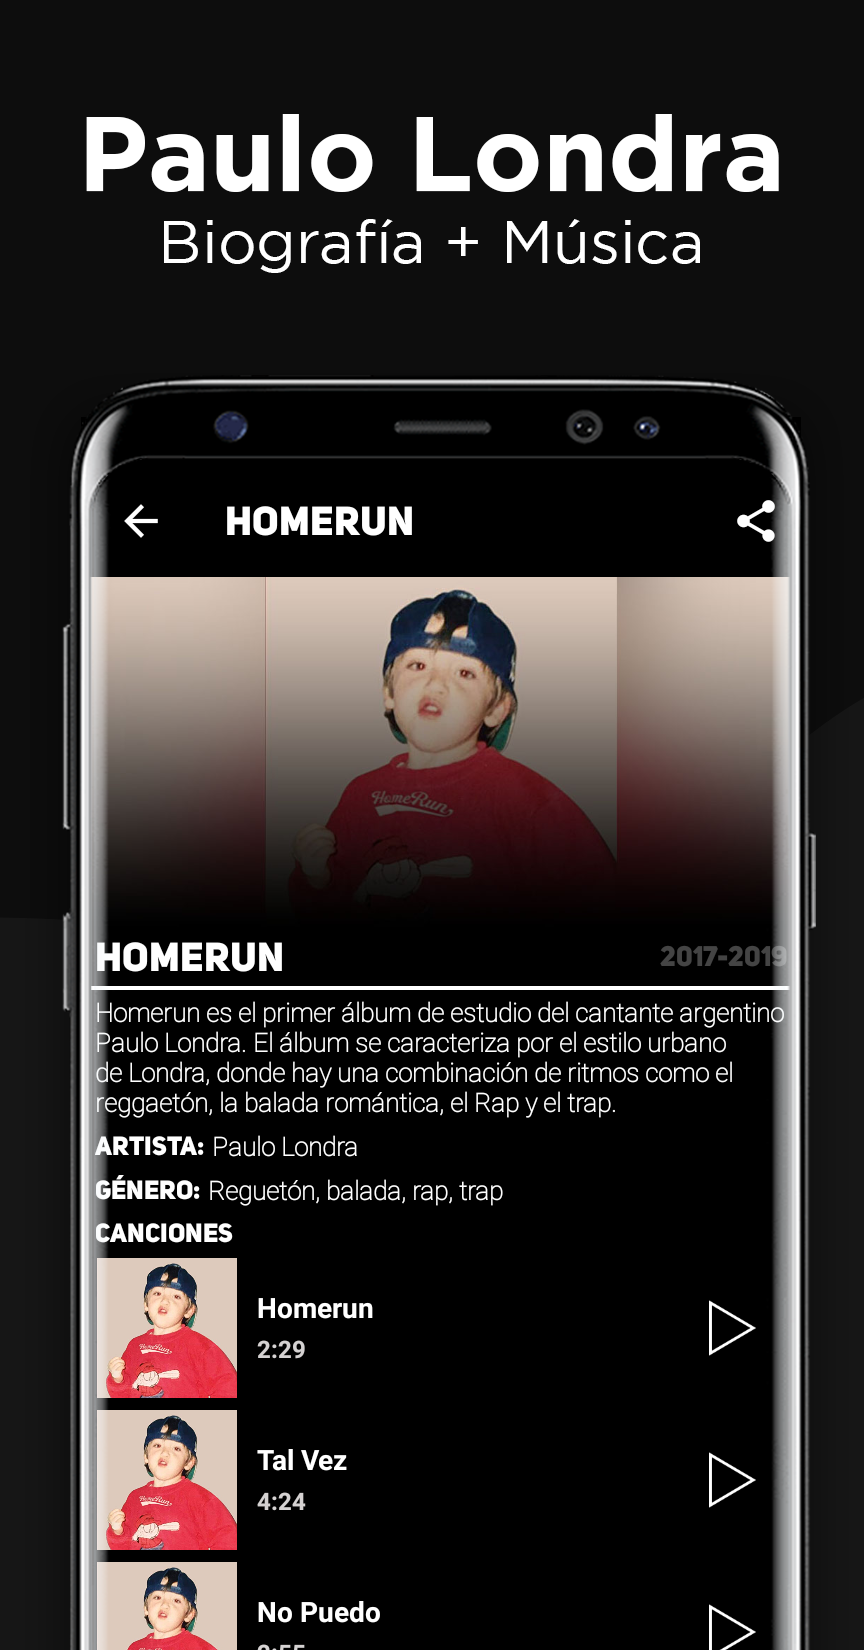 Paulo Londra
Biografía + Música
HOMERUN
HomeRun
HOMERUN
2017-2019
Homerun es el primer álbum de estudio del cantante argentino
Paulo Londra. El álbum se caracteriza por el estilo urbano
de Londra, donde hay una combinación de ritmos como el
reggaetón, la balada romántica, el Rap y el trap.
ARTISTA: Paulo Londra
GÉNERO: Reguetón, balada, rap, trap
CANCIONES
HomeRun
Homerun
2:29
HomeRun
Tal Vez
4:24
HomeRun
No Puedo